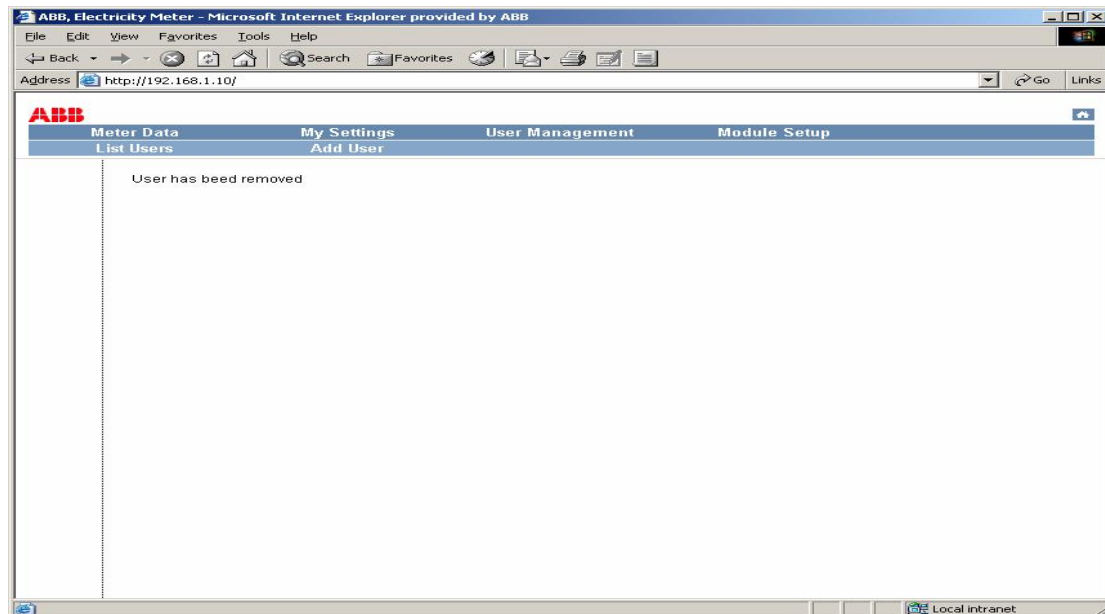 ABB, Electricity Meter - Microsoft Internet Explorer provided by ABB
File Edit View Favorites Tools Help
Back Search Favorites
Address http://192.168.1.10/ Go Links
ABB
Meter Data My Settings User Management Module Setup
List Users Add User
User has beed removed
Local intranet